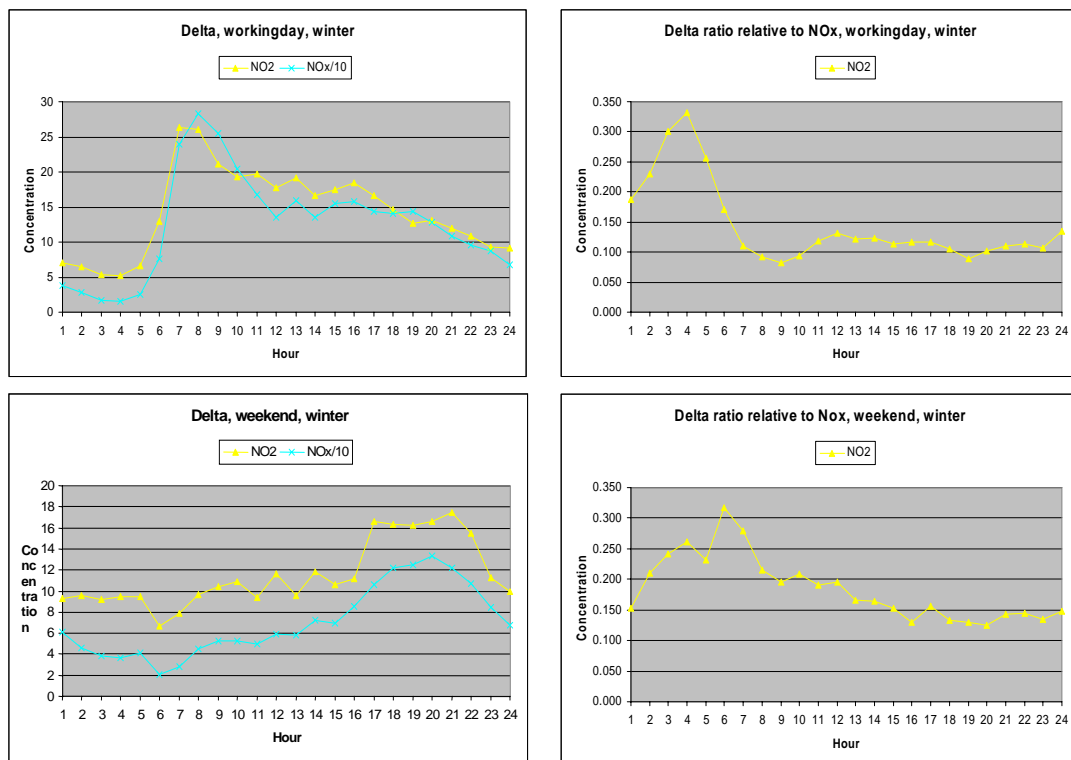 Delta, workingday, winter
NO2 NOx/10
30
25
20
15
10
5
0
Concentration
1 2 3 4 5 6 7 8 9 10 11 12 13 14 15 16 17 18 19 20 21 22 23 24
Hour
Delta ratio relative to NOx, workingday, winter
NO2
0.350
0.300
0.250
0.200
0.150
0.100
0.050
0.000
Concentration
1 2 3 4 5 6 7 8 9 10 11 12 13 14 15 16 17 18 19 20 21 22 23 24
Hour
Delta, weekend, winter
NO2 NOx/10
20
18
16
14
12
10
8
6
4
2
0
Co
nc
en
tra
tio
n
1 2 3 4 5 6 7 8 9 10 11 12 13 14 15 16 17 18 19 20 21 22 23 24
Hour
Delta ratio relative to Nox, weekend, winter
NO2
0.350
0.300
0.250
0.200
0.150
0.100
0.050
0.000
Concentration
1 2 3 4 5 6 7 8 9 10 11 12 13 14 15 16 17 18 19 20 21 22 23 24
Hour